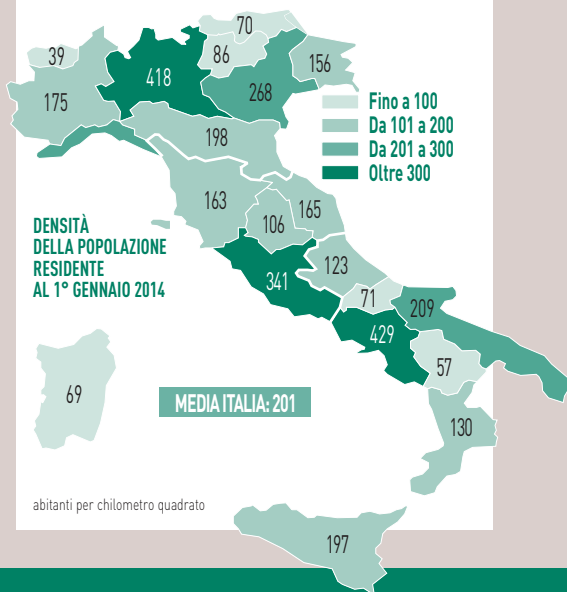 70
39
86
418
156
175
268
198
Fino a 100
Da 101 a 200
Da 201 a 300
Oltre 300
163
165
106
DENSITÀ
DELLA POPOLAZIONE
RESIDENTE
AL 1° GENNAIO 2014
123
341
71
209
429
57
69
MEDIA ITALIA: 201
130
abitanti per chilometro quadrato
197